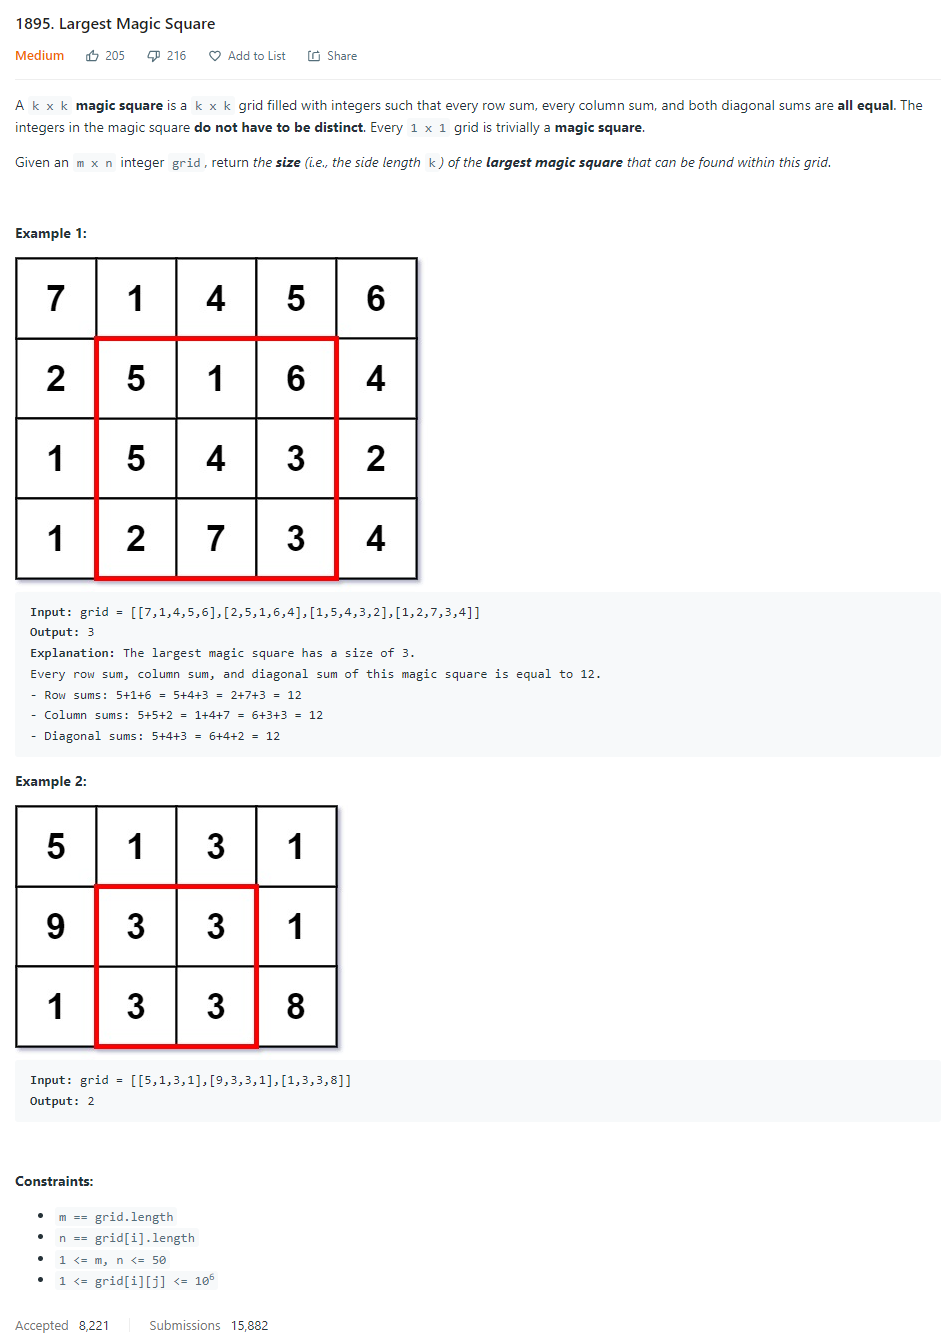 1895. Largest Magic Square
Medium 205 216 Add to List Share
A k x k magic square is a k x k grid filled with integers such that every row sum, every column sum, and both diagonal sums are all equal. The
integers in the magic square do not have to be distinct. Every 1 x 1 grid is trivially a magic square.
Given an m x n integer grid, return the size (i.e., the side length k) of the largest magic square that can be found within this grid.
Example 1:
7 1 4 5 6
2 5 1 6 4
1 5 4 3 2
1 2 7 3 4
Input: grid = [[7,1,4,5,6],[2,5,1,6,4],[1,5,4,3,2],[1,2,7,3,4]]
Output: 3
Explanation: The largest magic square has a size of 3.
Every row sum, column sum, and diagonal sum of this magic square is equal to 12.
- Row sums: 5+1+6 = 5+4+3 = 2+7+3 = 12
- Column sums: 5+5+2 = 1+4+7 = 6+3+3 = 12
- Diagonal sums: 5+4+3 = 6+4+2 = 12
Example 2:
5 1 3 1
9 3 3 1
1 3 3 8
Input: grid = [[5,1,3,1],[9,3,3,1],[1,3,3,8]]
Output: 2
Constraints:
• m == grid.length
• n == grid[i].length
• 1 <= m, n <= 50
• 1 <= grid[i][j] <= 10⁶
Accepted 8,221 Submissions 15,882